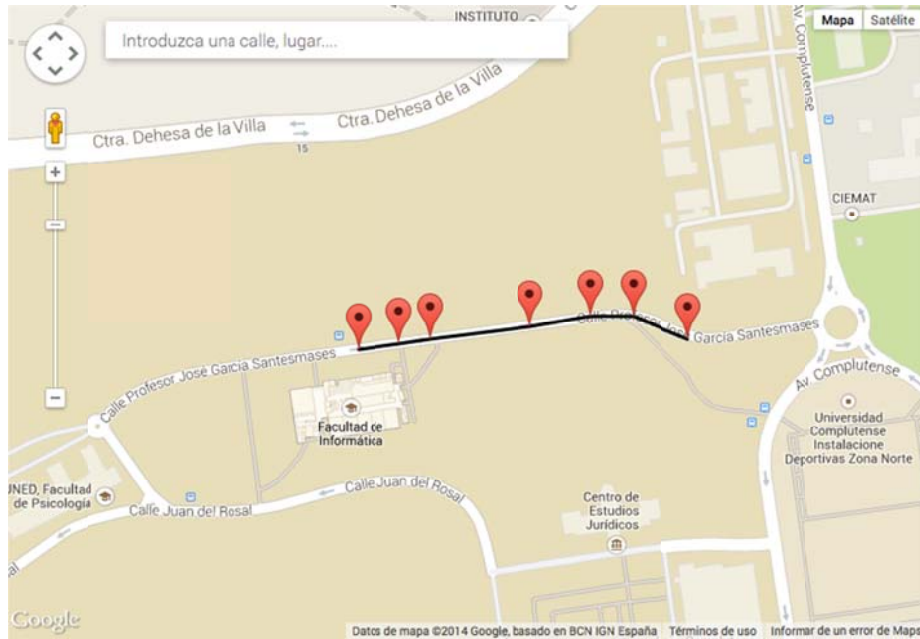 INSTITUTO
Introduzca una calle, lugar....
Mapa
Satélite
Av. Complutense
Ctra. Dehesa de la Villa
Ctra. Dehesa de la Villa
15
CIEMAT
Calle Profesor José García Santesmases
Calle Profesor José García Santesmases
Av. Complutense
Facultad de
Informática
Universidad
Complutense
Instalacione
Deportivas Zona Norte
UNED, Facultad
de Psicología
Calle Juan del Rosal
Calle Juan del Rosal
Centro de
Estudios
Jurídicos
sal
Google
Datos de mapa ©2014 Google, basado en BCN IGN España
Términos de uso
Informar de un error de Maps